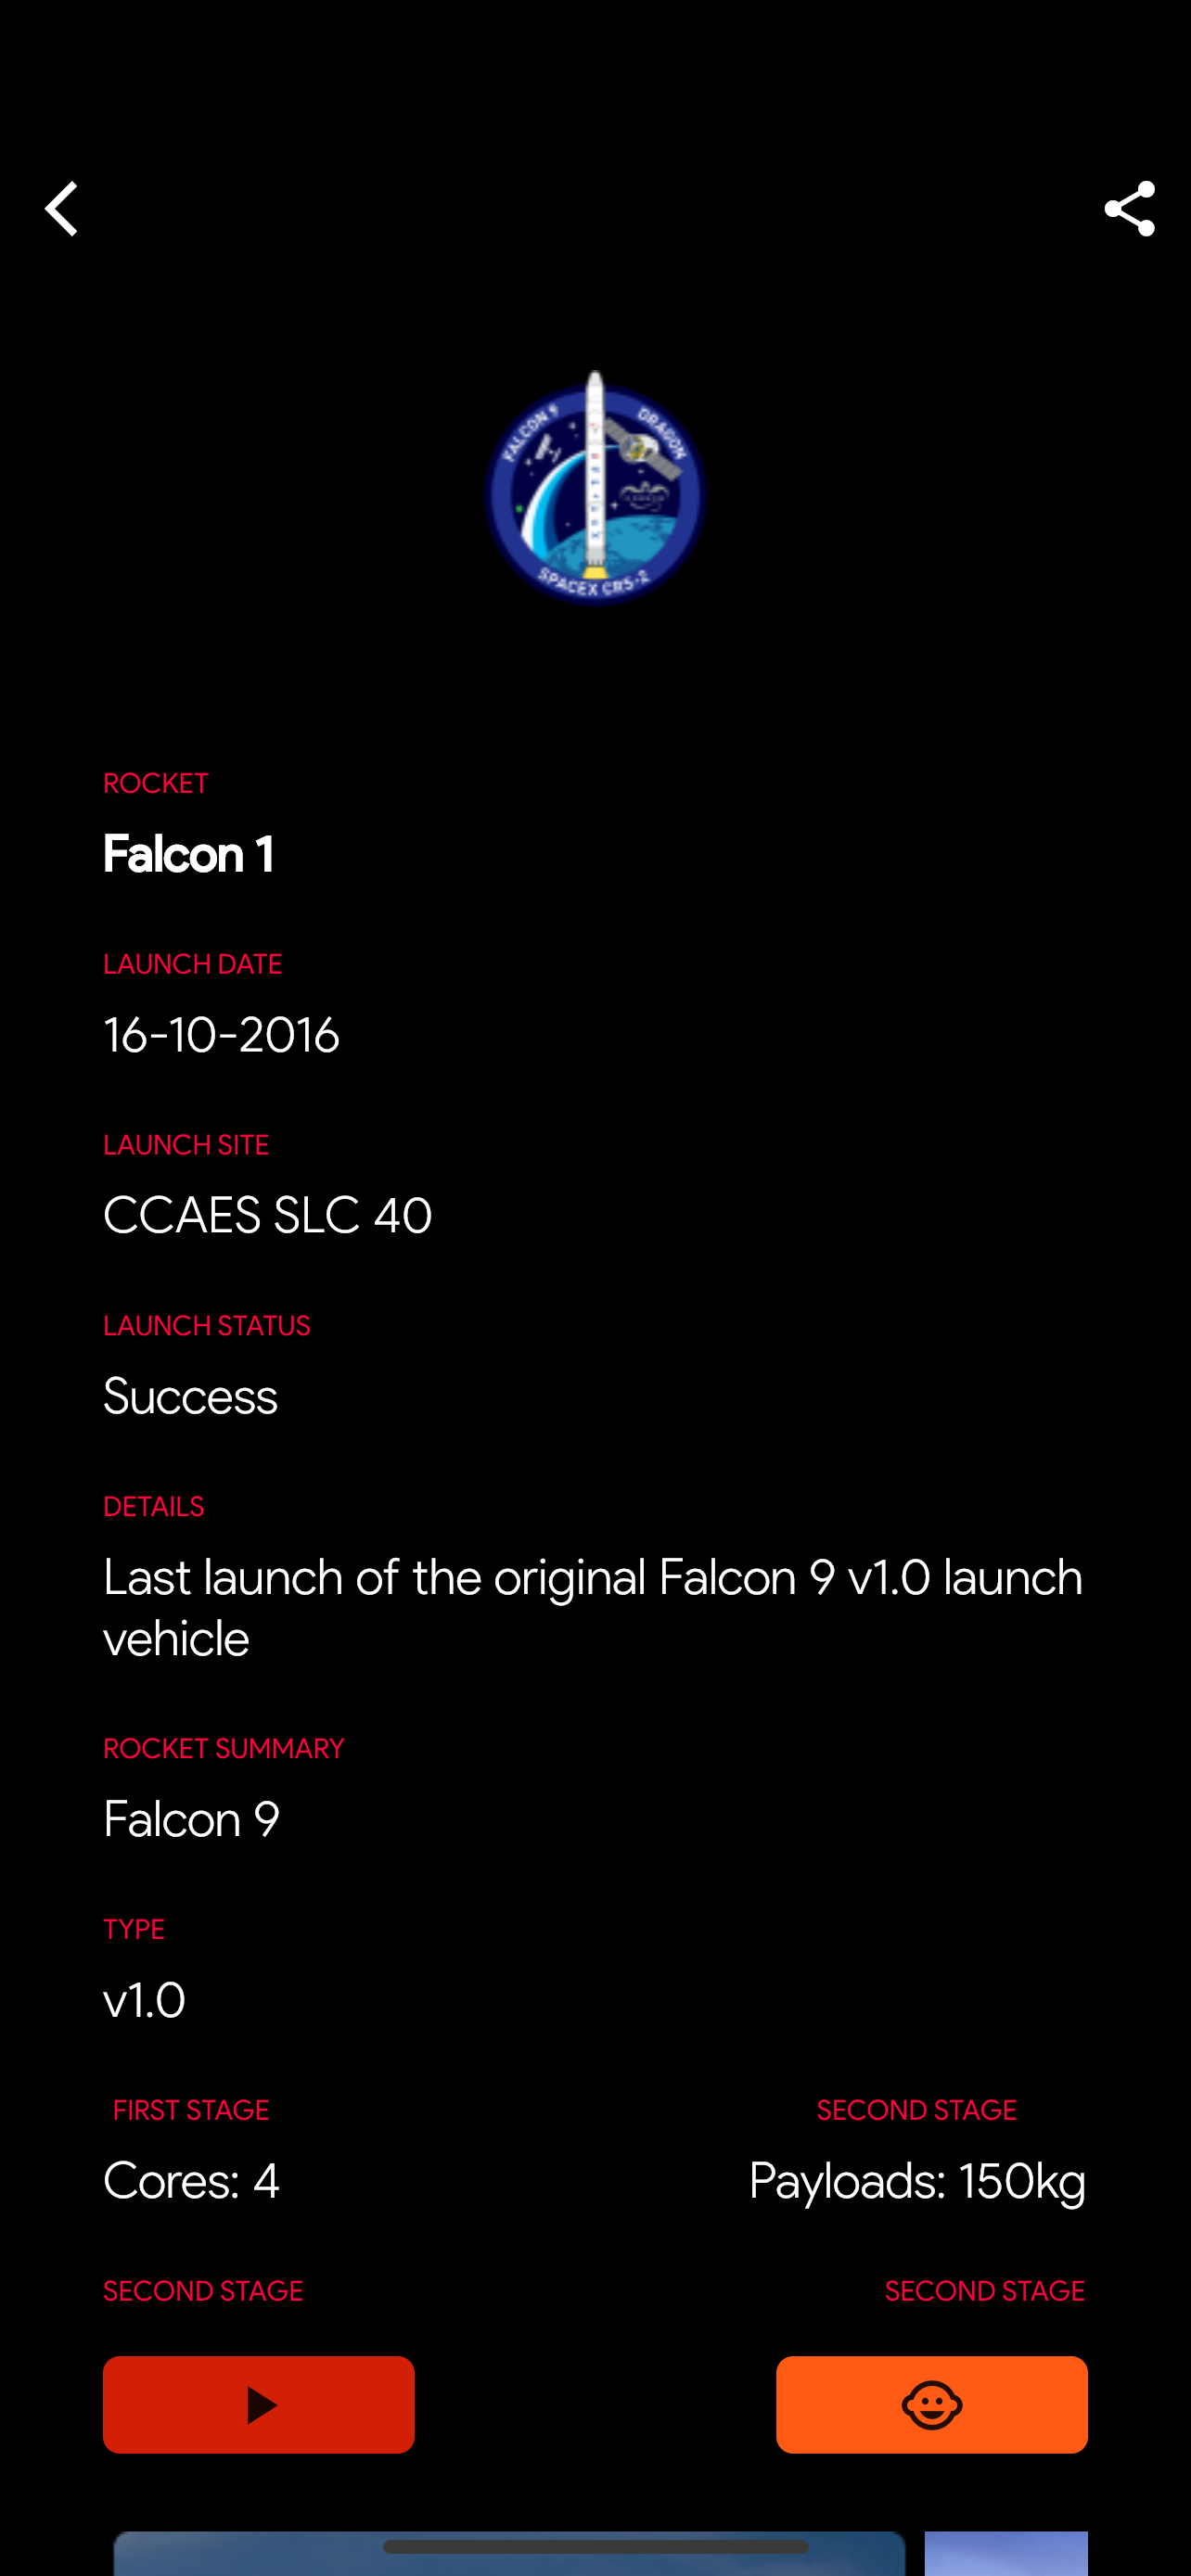 FALCON 9
DRAGON
SPACEX CRS-2
ROCKET
Falcon 1
LAUNCH DATE
16-10-2016
LAUNCH SITE
CCAES SLC 40
LAUNCH STATUS
Success
DETAILS
Last launch of the original Falcon 9 v1.0 launch
vehicle
ROCKET SUMMARY
Falcon 9
TYPE
v1.0
FIRST STAGE
SECOND STAGE
Cores: 4
Payloads: 150kg
SECOND STAGE
SECOND STAGE